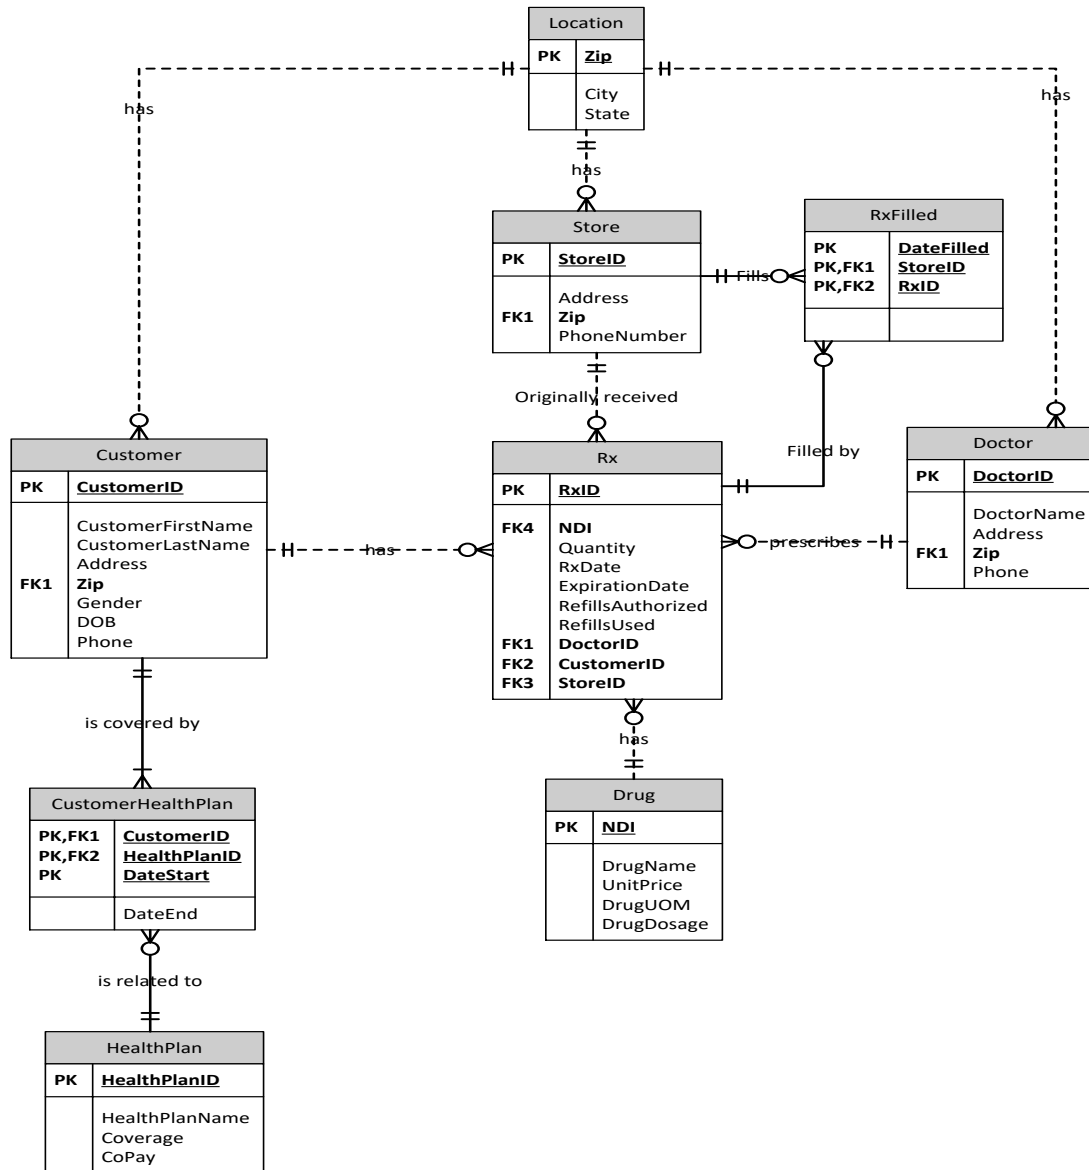 Location
PK Zip
City
State
has
has
has
Store
PK StoreID
Address
FK1 Zip
PhoneNumber
RxFilled
PK DateFilled
PK,FK1 StoreID
PK,FK2 RxID
Fills
Originally received
Filled by
Customer
PK CustomerID
CustomerFirstName
CustomerLastName
Address
FK1 Zip
Gender
DOB
Phone
has
Rx
PK RxID
FK4 NDI
Quantity
RxDate
ExpirationDate
RefillsAuthorized
RefillsUsed
FK1 DoctorID
FK2 CustomerID
FK3 StoreID
prescribes
Doctor
PK DoctorID
DoctorName
Address
FK1 Zip
Phone
is covered by
has
CustomerHealthPlan
PK,FK1 CustomerID
PK,FK2 HealthPlanID
PK DateStart
DateEnd
Drug
PK NDI
DrugName
UnitPrice
DrugUOM
DrugDosage
is related to
HealthPlan
PK HealthPlanID
HealthPlanName
Coverage
CoPay